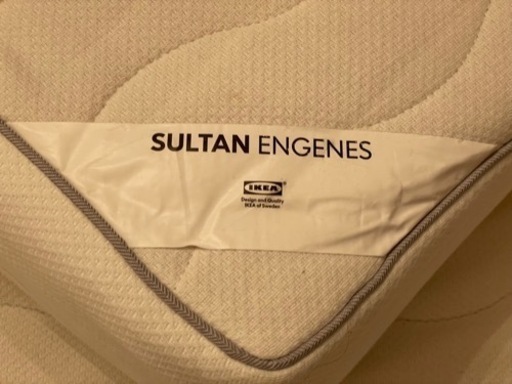 SULTAN ENGENES
IKEA
Design and Quality
IKEA of Sweden